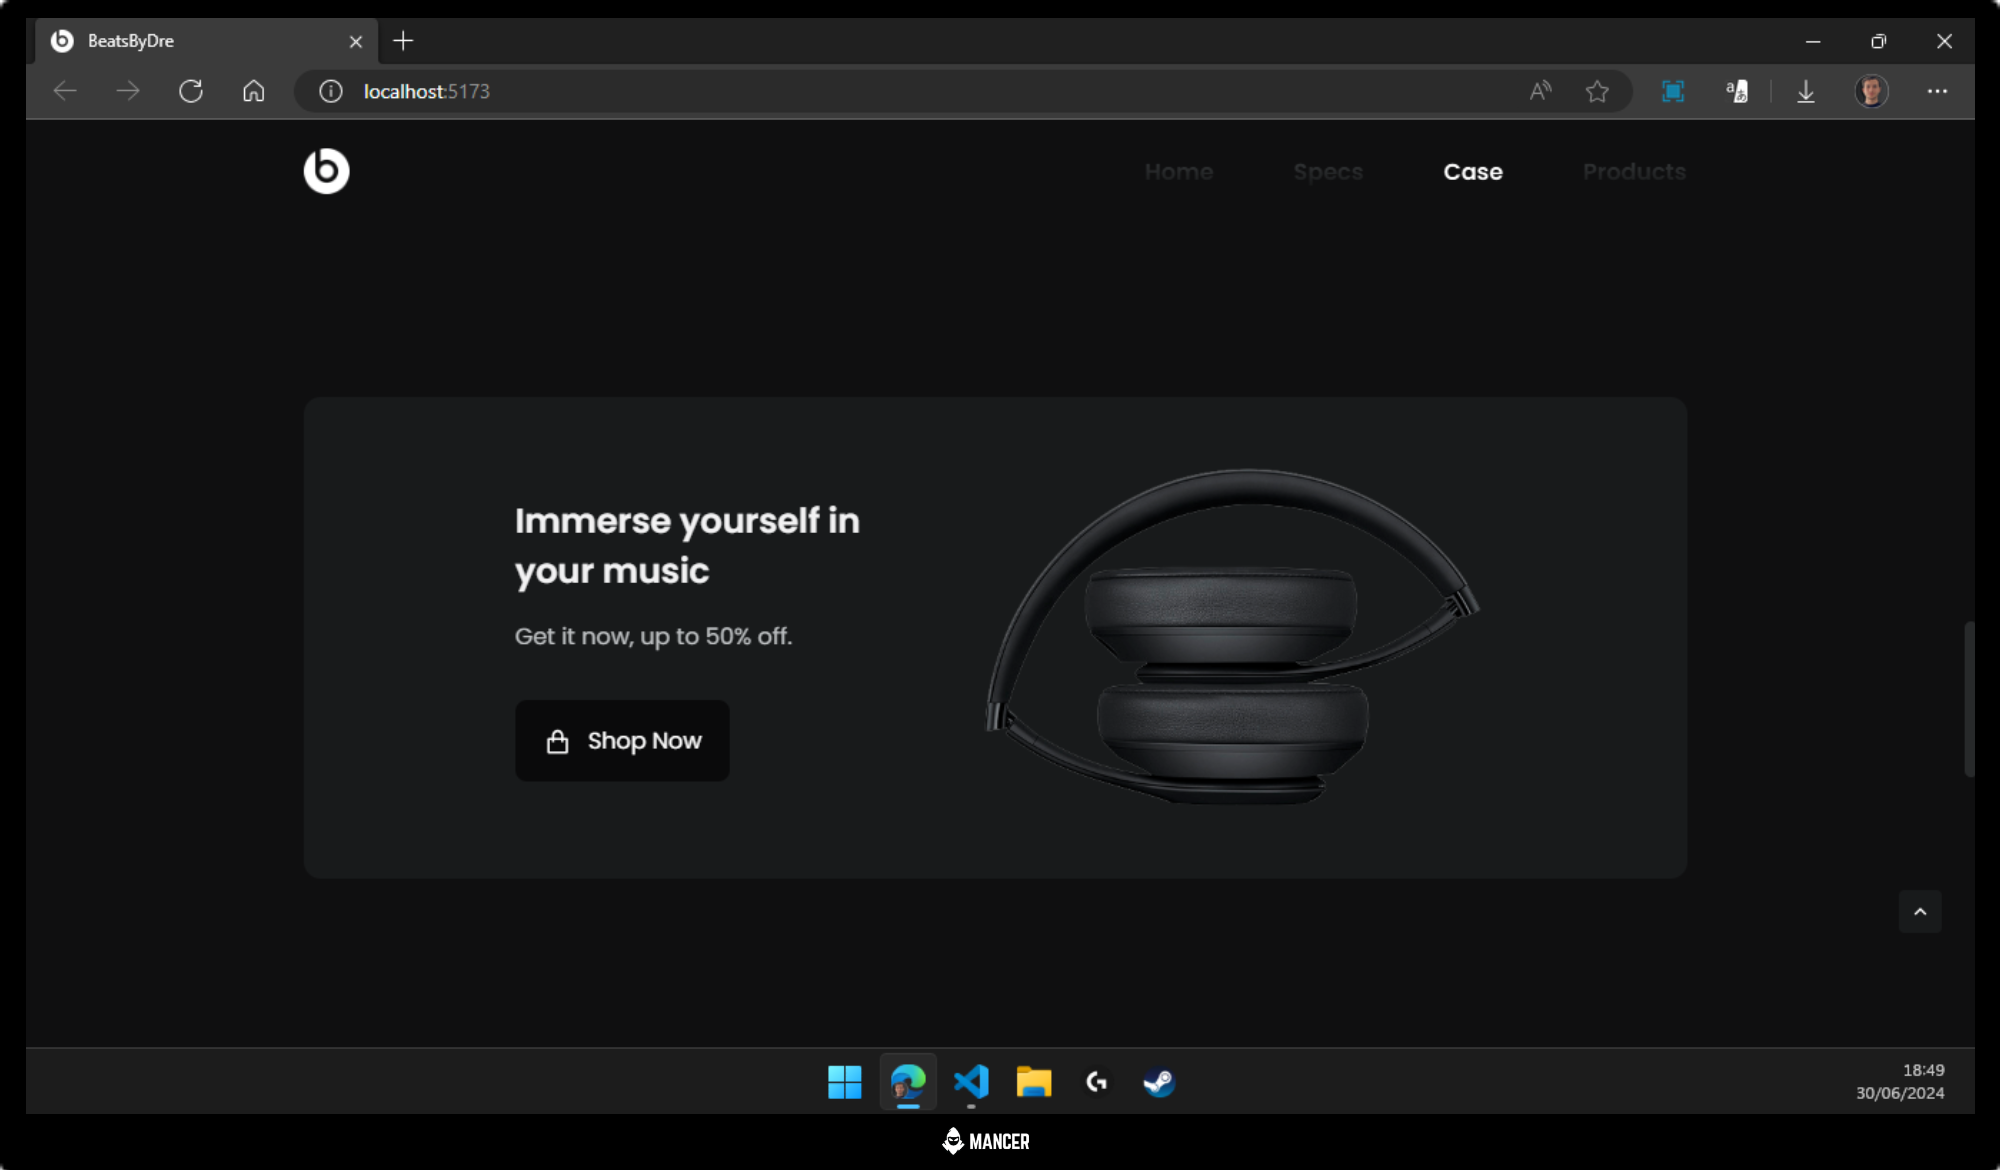 BeatsByDre
localhost:5173
Home Specs Case Products
Immerse yourself in
your music
Get it now, up to 50% off.
Shop Now
18:49
30/06/2024
MANCER